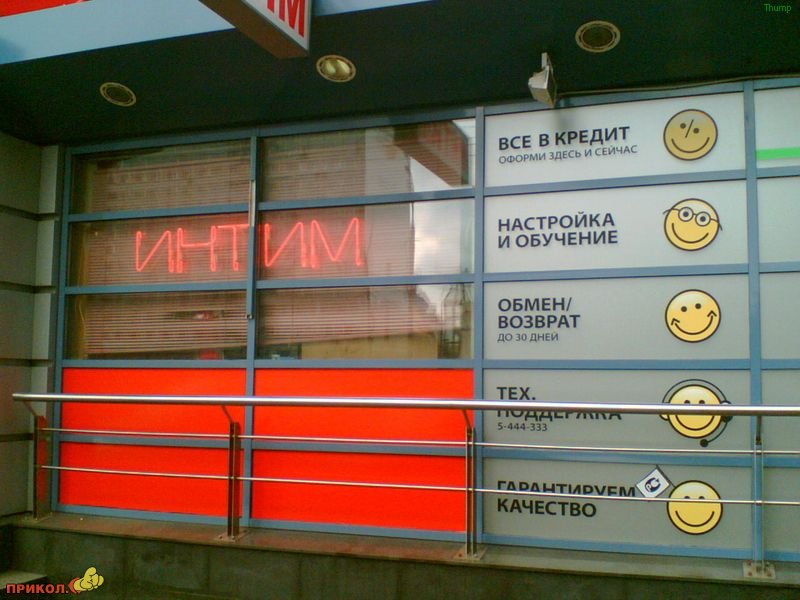 Thump
ИМ
ВСЕ В КРЕДИТ
ОФОРМИ ЗДЕСЬ И СЕЙЧАС
ИНТИМ
НАСТРОЙКА
И ОБУЧЕНИЕ
ОБМЕН/
ВОЗВРАТ
ДО 30 ДНЕЙ
ТЕХ.
ПОДДЕРЖКА
5-444-333
ГАРАНТИРУЕМ
КАЧЕСТВО
ПРИКОЛ.